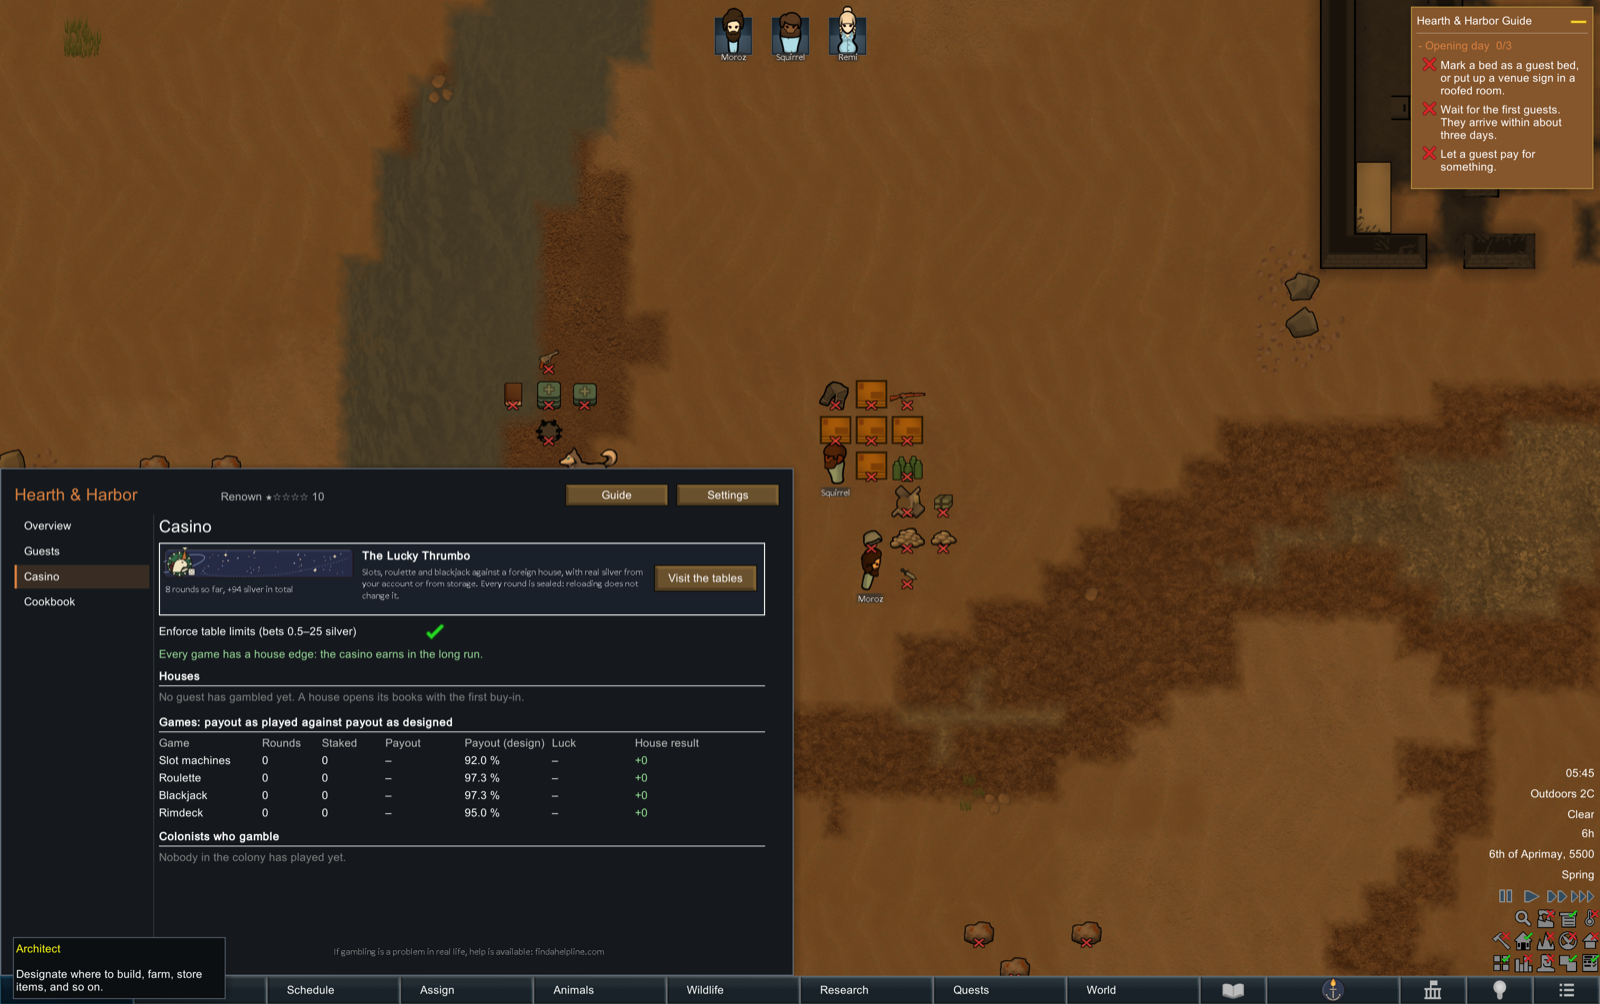 Moroz
Squirrel
Remi
Hearth & Harbor Guide
- Opening day 0/3
Mark a bed as a guest bed,
or put up a venue sign in a
roofed room.
Wait for the first guests.
They arrive within about
three days.
Let a guest pay for
something.
Squirrel
Moroz
Hearth & Harbor
Renown ★☆☆☆☆ 10
Guide
Settings
Overview
Guests
Casino
Cookbook
Casino
The Lucky Thrumbo
Slots, roulette and blackjack against a foreign house, with real silver from
your account or from storage. Every round is sealed: reloading does not
change it.
8 rounds so far, +94 silver in total
Visit the tables
Enforce table limits (bets 0.5–25 silver)
Every game has a house edge: the casino earns in the long run.
Houses
No guest has gambled yet. A house opens its books with the first buy-in.
Games: payout as played against payout as designed
Game Rounds Staked Payout Payout (design) Luck House result
Slot machines 0 0 – 92.0 % – +0
Roulette 0 0 – 97.3 % – +0
Blackjack 0 0 – 97.3 % – +0
Rimdeck 0 0 – 95.0 % – +0
Colonists who gamble
Nobody in the colony has played yet.
If gambling is a problem in real life, help is available: findahelpline.com
Architect
Designate where to build, farm, store
items, and so on.
05:45
Outdoors 2C
Clear
6h
6th of Aprimay, 5500
Spring
Schedule
Assign
Animals
Wildlife
Research
Quests
World